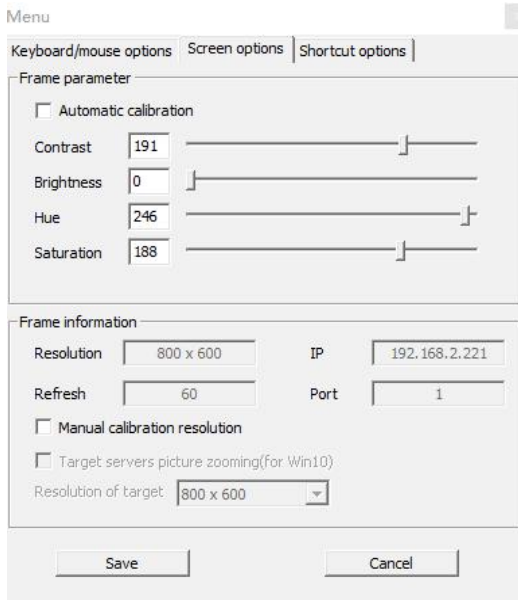 Menu
Keyboard/mouse options Screen options Shortcut options
Frame parameter
Automatic calibration
Contrast 191
Brightness 0
Hue 246
Saturation 188
Frame information
Resolution 800 x 600 IP 192.168.2.221
Refresh 60 Port 1
Manual calibration resolution
Target servers picture zooming(for Win10)
Resolution of target 800 x 600
Save Cancel